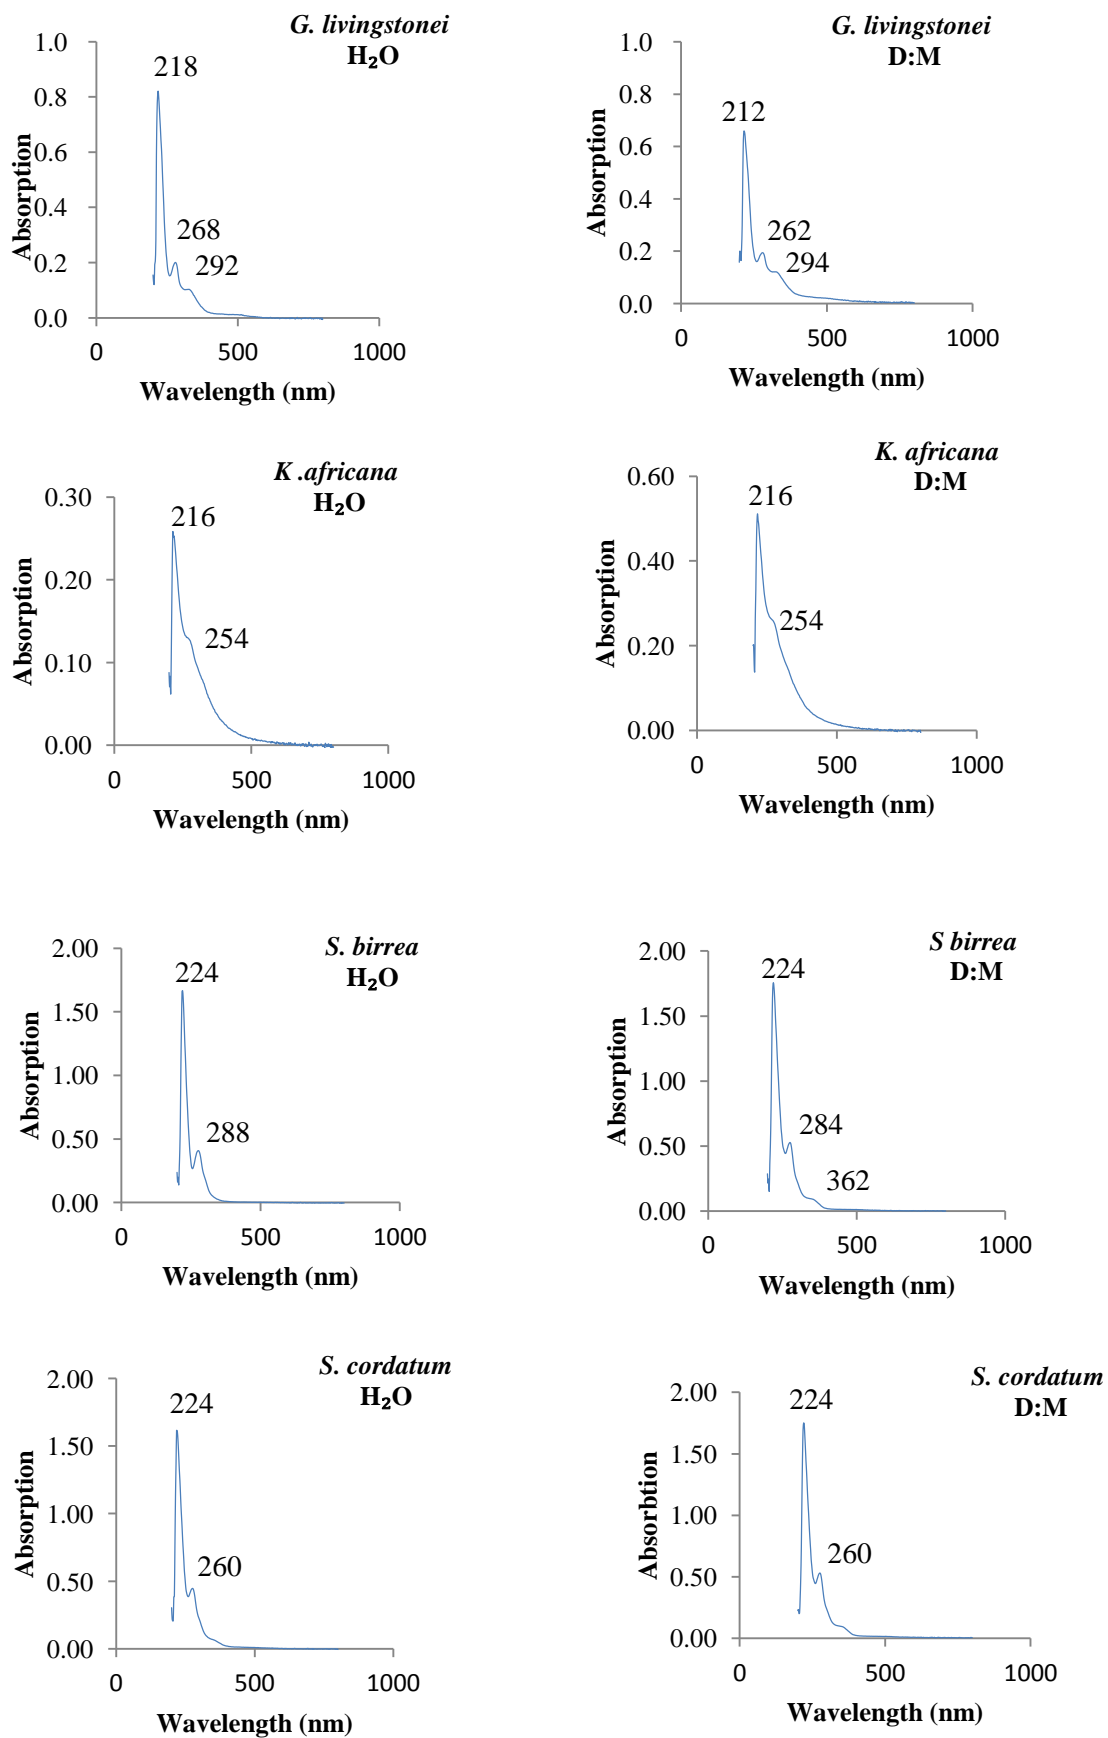 G. livingstonei
H₂O
1.0
218
0.8
0.6
0.4
268
0.2
292
0.0
0 500 1000
Absorption
Wavelength (nm)
G. livingstonei
D:M
1.0
0.8
212
0.6
0.4
262
0.2
294
0.0
0 500 1000
Absorption
Wavelength (nm)
K .africana
H₂O
0.30
216
0.20
254
0.10
0.00
0 500 1000
Absorption
Wavelength (nm)
K. africana
D:M
0.60
216
0.40
254
0.20
0.00
0 500 1000
Absorption
Wavelength (nm)
S. birrea
H₂O
2.00
224
1.50
1.00
288
0.50
0.00
0 500 1000
Absorption
Wavelength (nm)
S birrea
D:M
2.00
224
1.50
1.00
284
0.50
362
0.00
0 500 1000
Absorption
Wavelength (nm)
S. cordatum
H₂O
2.00
224
1.50
1.00
260
0.50
0.00
0 500 1000
Absorption
Wavelength (nm)
S. cordatum
D:M
2.00
224
1.50
1.00
260
0.50
0.00
0 500 1000
Absorbtion
Wavelength (nm)